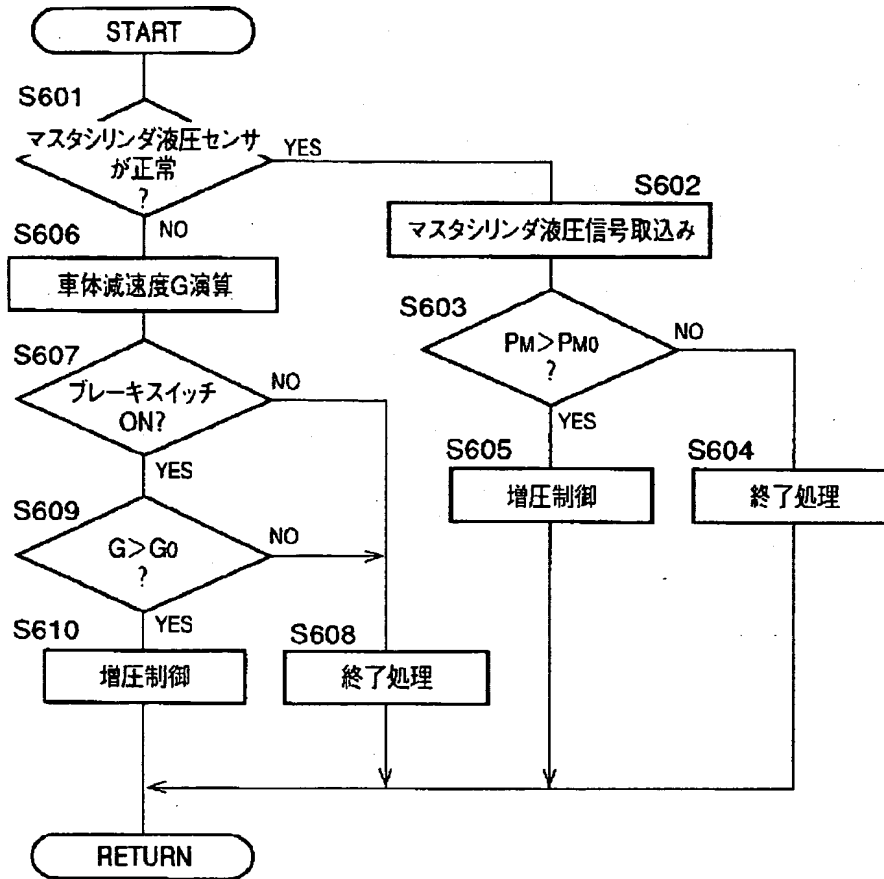 START
S601
マスタシリンダ液圧センサ
が正常
?
YES
NO
S602
マスタシリンダ液圧信号取込み
S603
PM>PM0
?
NO
YES
S605
増圧制御
S604
終了処理
S606
車体減速度G演算
S607
ブレーキスイッチ
ON?
NO
YES
S609
G>G0
?
NO
YES
S610
増圧制御
S608
終了処理
RETURN